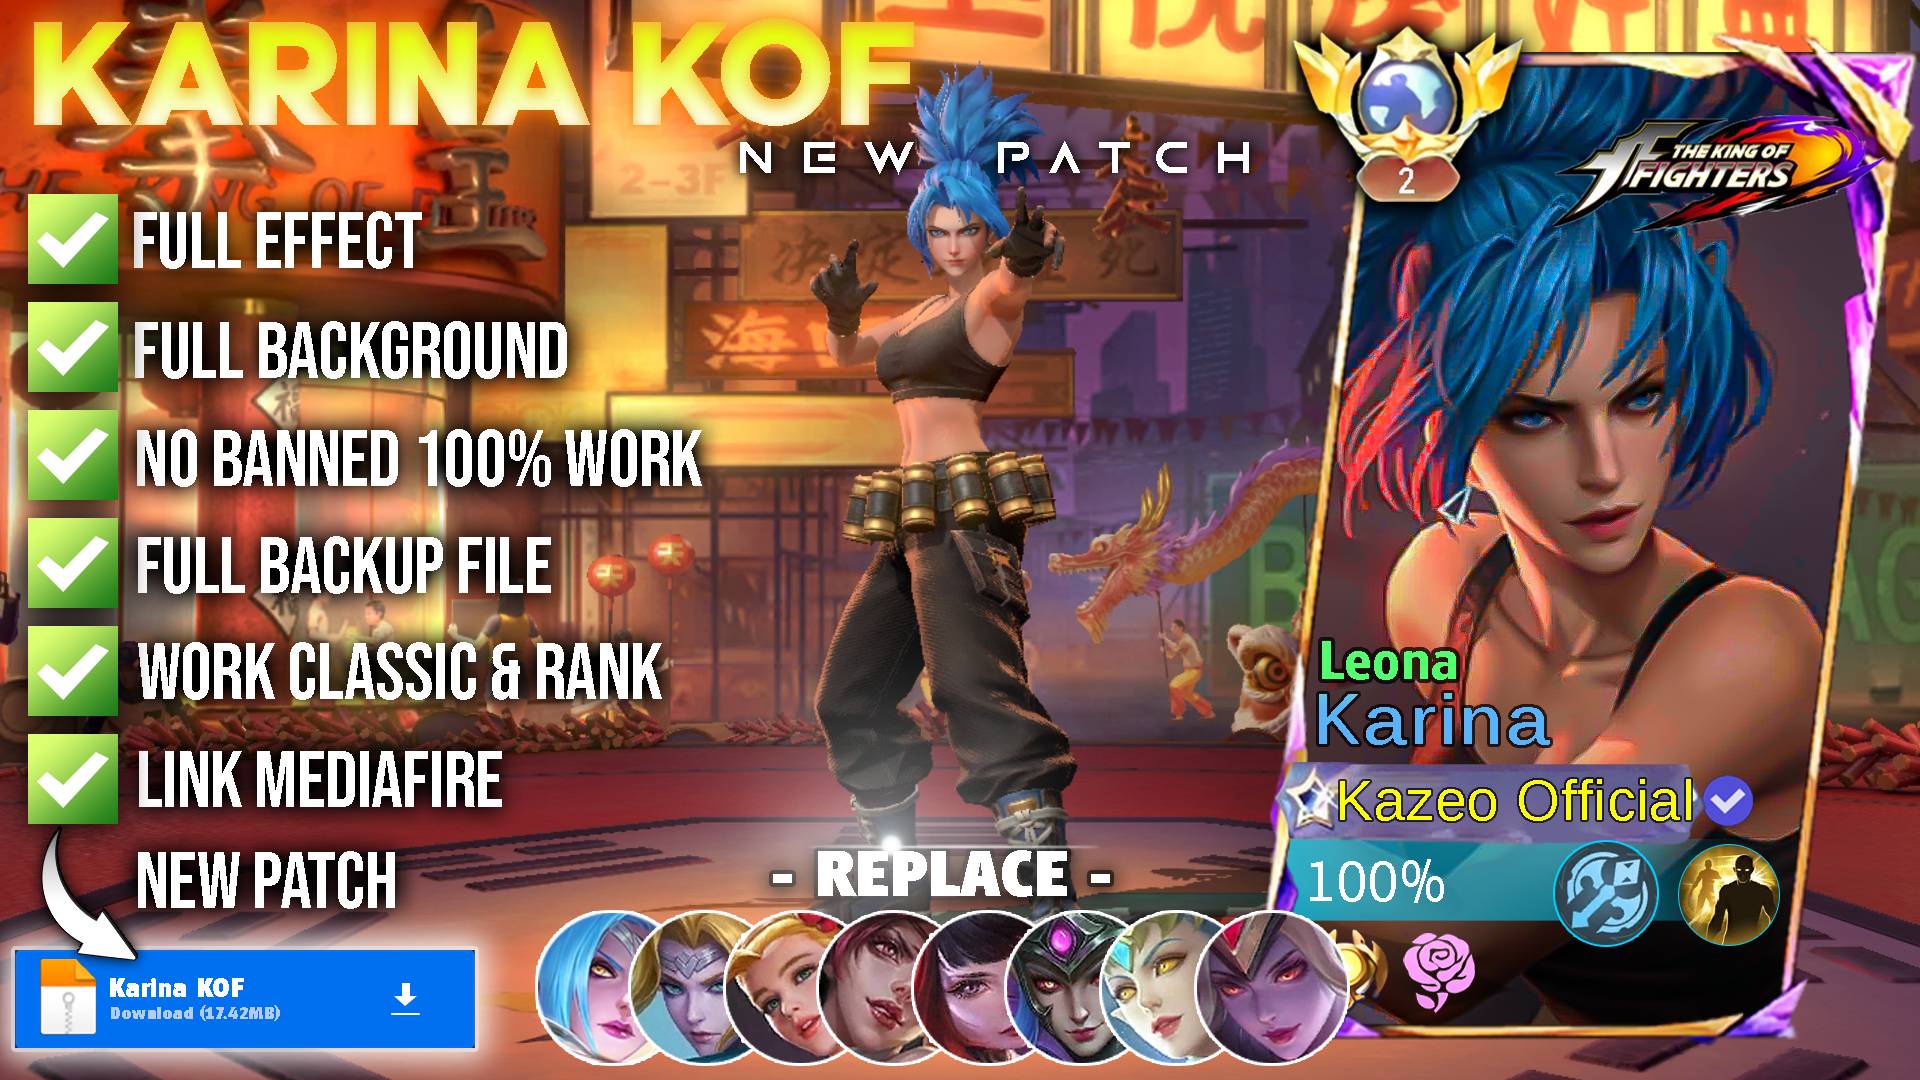 KARINA KOF
NEW PATCH
FULL EFFECT
FULL BACKGROUND
NO BANNED 100% WORK
FULL BACKUP FILE
WORK CLASSIC & RANK
LINK MEDIAFIRE
NEW PATCH
Karina KOF
Download (17.42MB)
- REPLACE -
2
THE KING OF
FIGHTERS
Leona
Karina
Kazeo Official
100%
2-3F